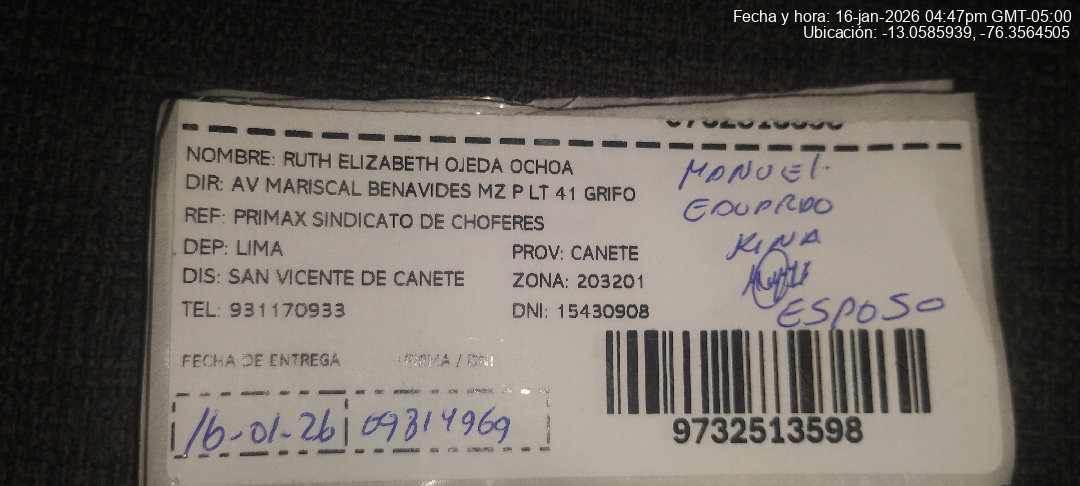 Fecha y hora: 16-jan-2026 04:47pm GMT-05:00
Ubicación: -13.0585939, -76.3564505
NOMBRE: RUTH ELIZABETH OJEDA OCHOA
DIR: AV MARISCAL BENAVIDES MZ P LT 41 GRIFO
REF: PRIMAX SINDICATO DE CHOFERES
DEP: LIMA
PROV: CANETE
DIS: SAN VICENTE DE CANETE
ZONA: 203201
TEL: 931170933
DNI: 15430908
MANUEL
EDUARDO
KINA
ESPOSO
FECHA DE ENTREGA
FIRMA / DNI
16-01-26
09814969
9732513598